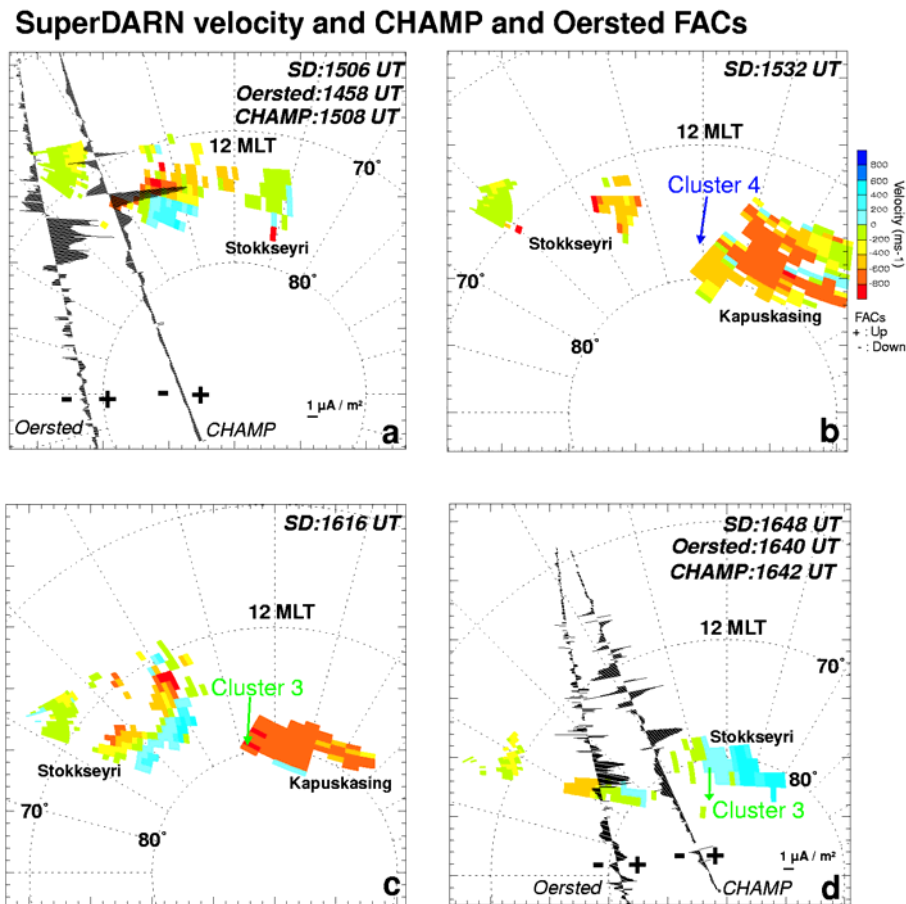 SuperDARN velocity and CHAMP and Oersted FACs
SD:1506 UT
Oersted:1458 UT
CHAMP:1508 UT
12 MLT
70°
Stokkseyri
80°
- + - +
1 μA / m²
Oersted
CHAMP
a
SD:1532 UT
12 MLT
Cluster 4
Stokkseyri
70°
Kapuskasing
80°
b
800
600
400
200
0
-200
-400
-600
-800
Velocity (ms-1)
FACs
+ : Up
- : Down
SD:1616 UT
12 MLT
Cluster 3
Stokkseyri
Kapuskasing
70°
80°
c
SD:1648 UT
Oersted:1640 UT
CHAMP:1642 UT
12 MLT
70°
Stokkseyri
80°
Cluster 3
- + - +
1 μA / m²
Oersted
CHAMP
d